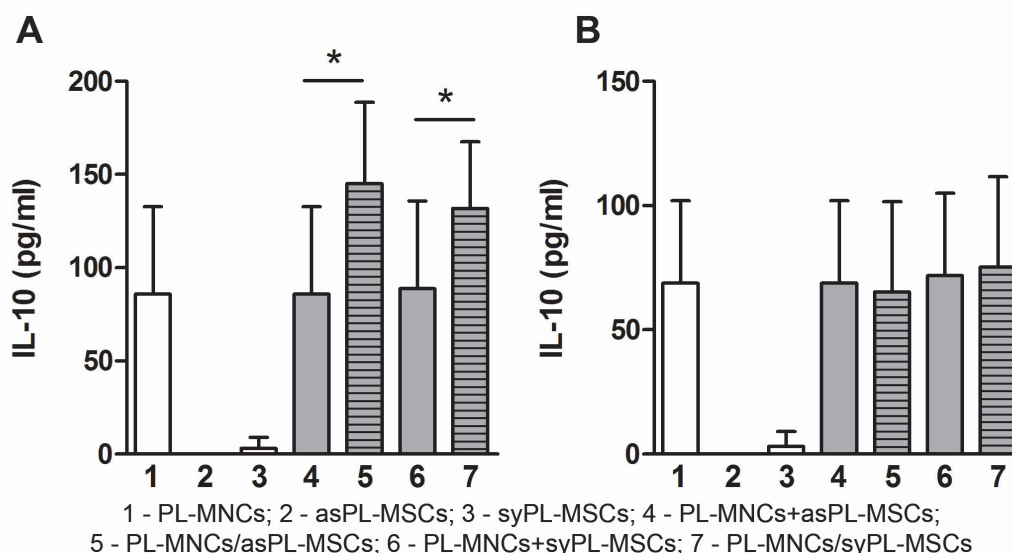 A B
* *
200
150
100
50
0
IL-10 (pg/ml)
1 2 3 4 5 6 7
150
100
50
0
IL-10 (pg/ml)
1 2 3 4 5 6 7
1 - PL-MNCs; 2 - asPL-MSCs; 3 - syPL-MSCs; 4 - PL-MNCs+asPL-MSCs;
5 - PL-MNCs/asPL-MSCs; 6 - PL-MNCs+syPL-MSCs; 7 - PL-MNCs/syPL-MSCs